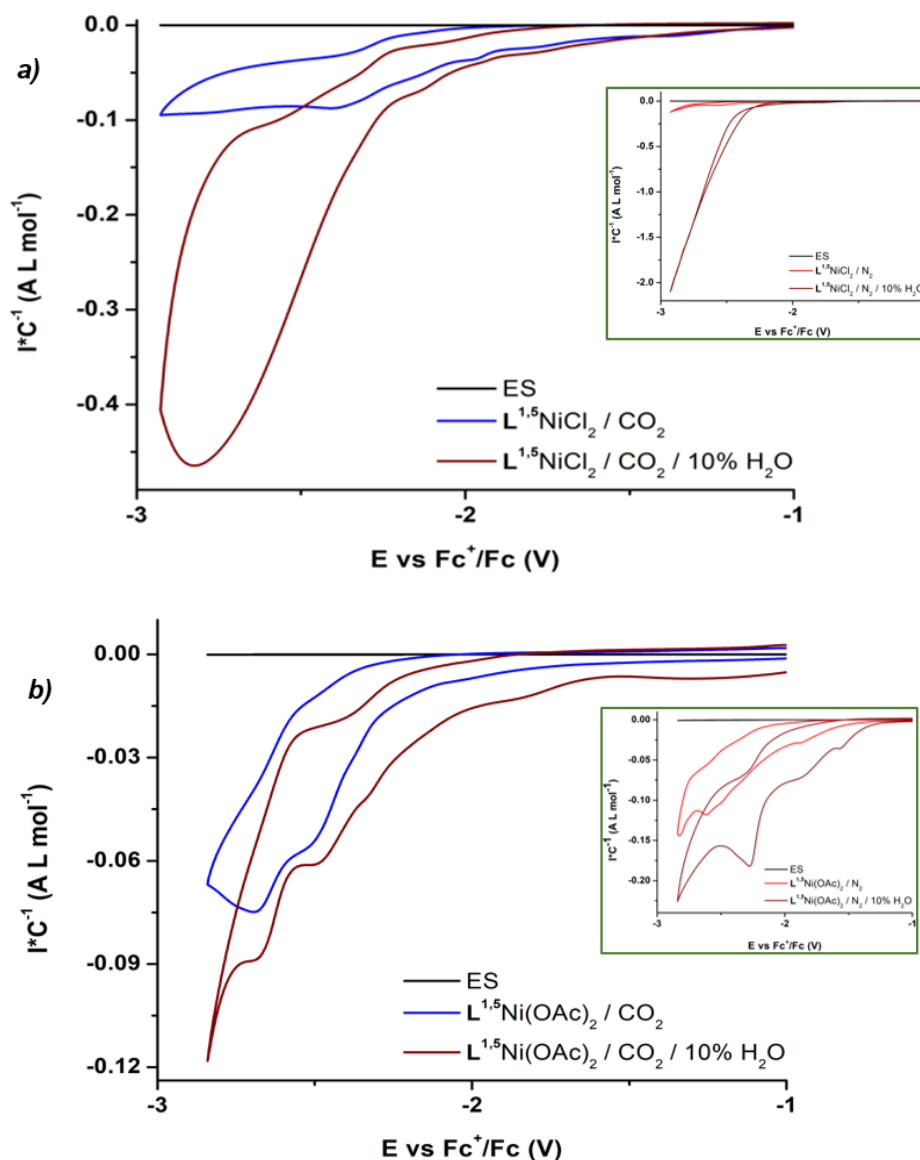 a)
0.0
-0.1
-0.2
-0.3
-0.4
I*C⁻¹ (A L mol⁻¹)
-3
-2
-1
E vs Fc⁺/Fc (V)
ES
L¹·⁵NiCl₂ / CO₂
L¹·⁵NiCl₂ / CO₂ / 10% H₂O
0.0
-0.5
-1.0
-1.5
-2.0
I*C⁻¹ (A L mol⁻¹)
-3
-2
E vs Fc⁺/Fc (V)
ES
L¹·⁵NiCl₂ / N₂
L¹·⁵NiCl₂ / N₂ / 10% H₂O
b)
0.00
-0.03
-0.06
-0.09
-0.12
I*C⁻¹ (A L mol⁻¹)
-3
-2
-1
E vs Fc⁺/Fc (V)
ES
L¹·⁵Ni(OAc)₂ / CO₂
L¹·⁵Ni(OAc)₂ / CO₂ / 10% H₂O
0.00
-0.05
-0.10
-0.15
-0.20
I*C⁻¹ (A L mol⁻¹)
-3
-2
-1
E vs Fc⁺/Fc (V)
ES
L¹·⁵Ni(OAc)₂ / N₂
L¹·⁵Ni(OAc)₂ / N₂ / 10% H₂O